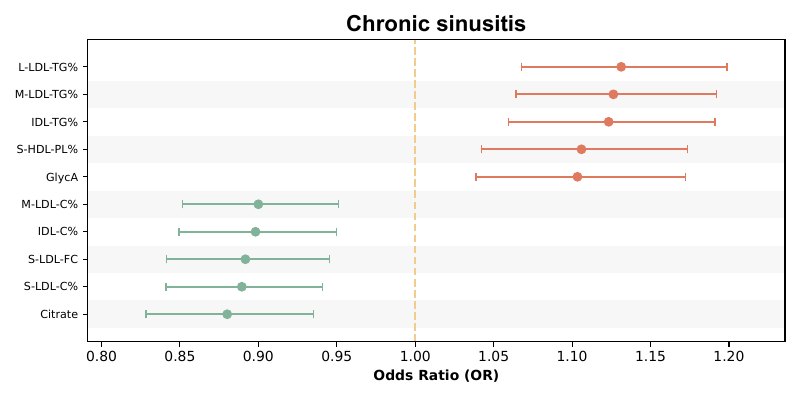 Chronic sinusitis
L-LDL-TG%
M-LDL-TG%
IDL-TG%
S-HDL-PL%
GlycA
M-LDL-C%
IDL-C%
S-LDL-FC
S-LDL-C%
Citrate
0.80 0.85 0.90 0.95 1.00 1.05 1.10 1.15 1.20
Odds Ratio (OR)